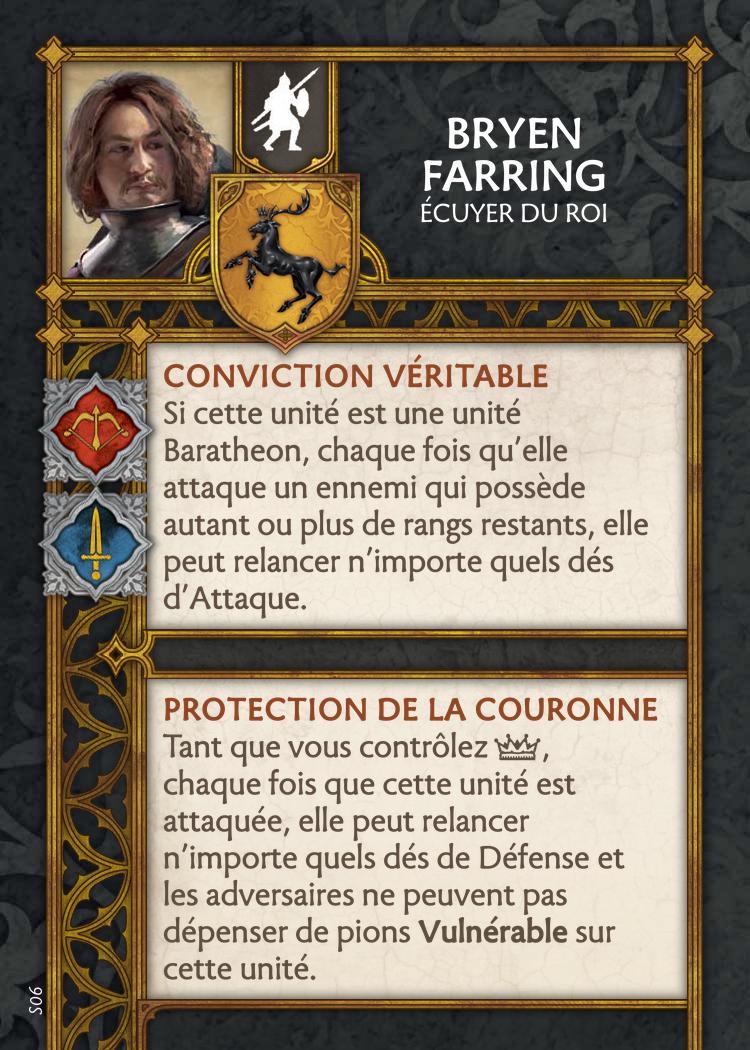 BRYEN
FARRING
ÉCUYER DU ROI
CONVICTION VÉRITABLE
Si cette unité est une unité
Baratheon, chaque fois qu'elle
attaque un ennemi qui possède
autant ou plus de rangs restants, elle
peut relancer n'importe quels dés
d'Attaque.
PROTECTION DE LA COURONNE
Tant que vous contrôlez ,
chaque fois que cette unité est
attaquée, elle peut relancer
n'importe quels dés de Défense et
les adversaires ne peuvent pas
dépenser de pions Vulnérable sur
cette unité.
S06